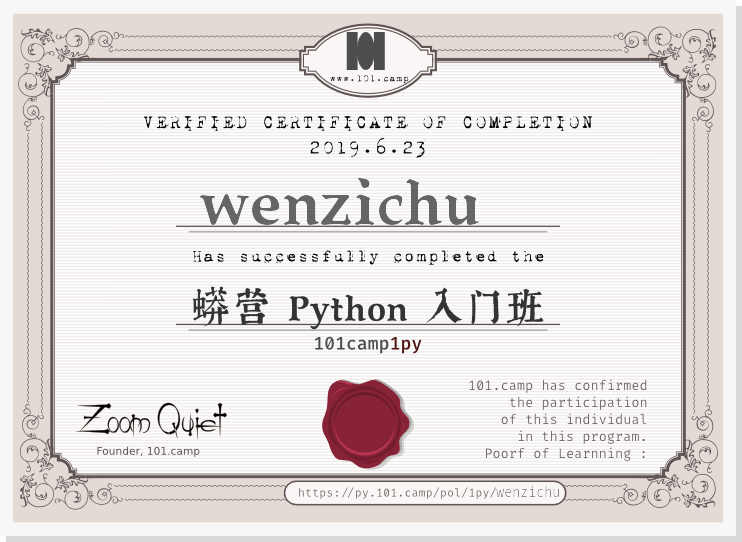 101
www.101.camp
VERIFIED CERTIFICATE OF COMPLETION
2019.6.23
wenzichu
Has successfully completed the
蟒营 Python 入门班
101camp1py
101.camp has confirmed
the participation
of this individual
in this program.
Poorf of Learnning :
Zoom Quiet
Founder, 101.camp
https://py.101.camp/pol/1py/wenzichu